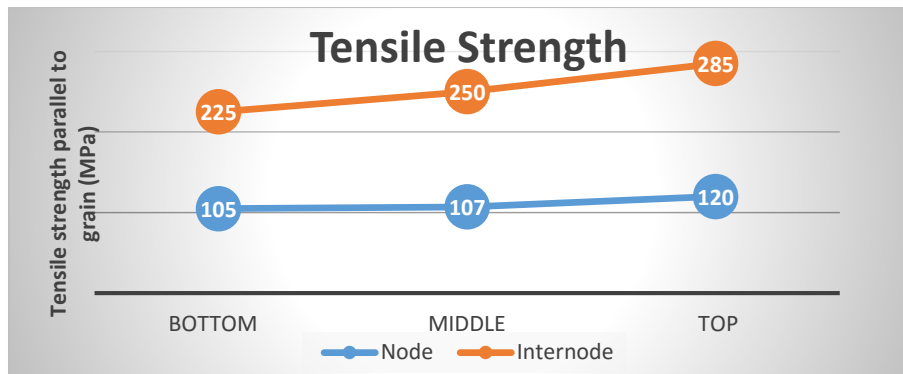 Tensile Strength
Tensile strength parallel to
grain (MPa)
225
250
285
105
107
120
BOTTOM
MIDDLE
TOP
Node
Internode